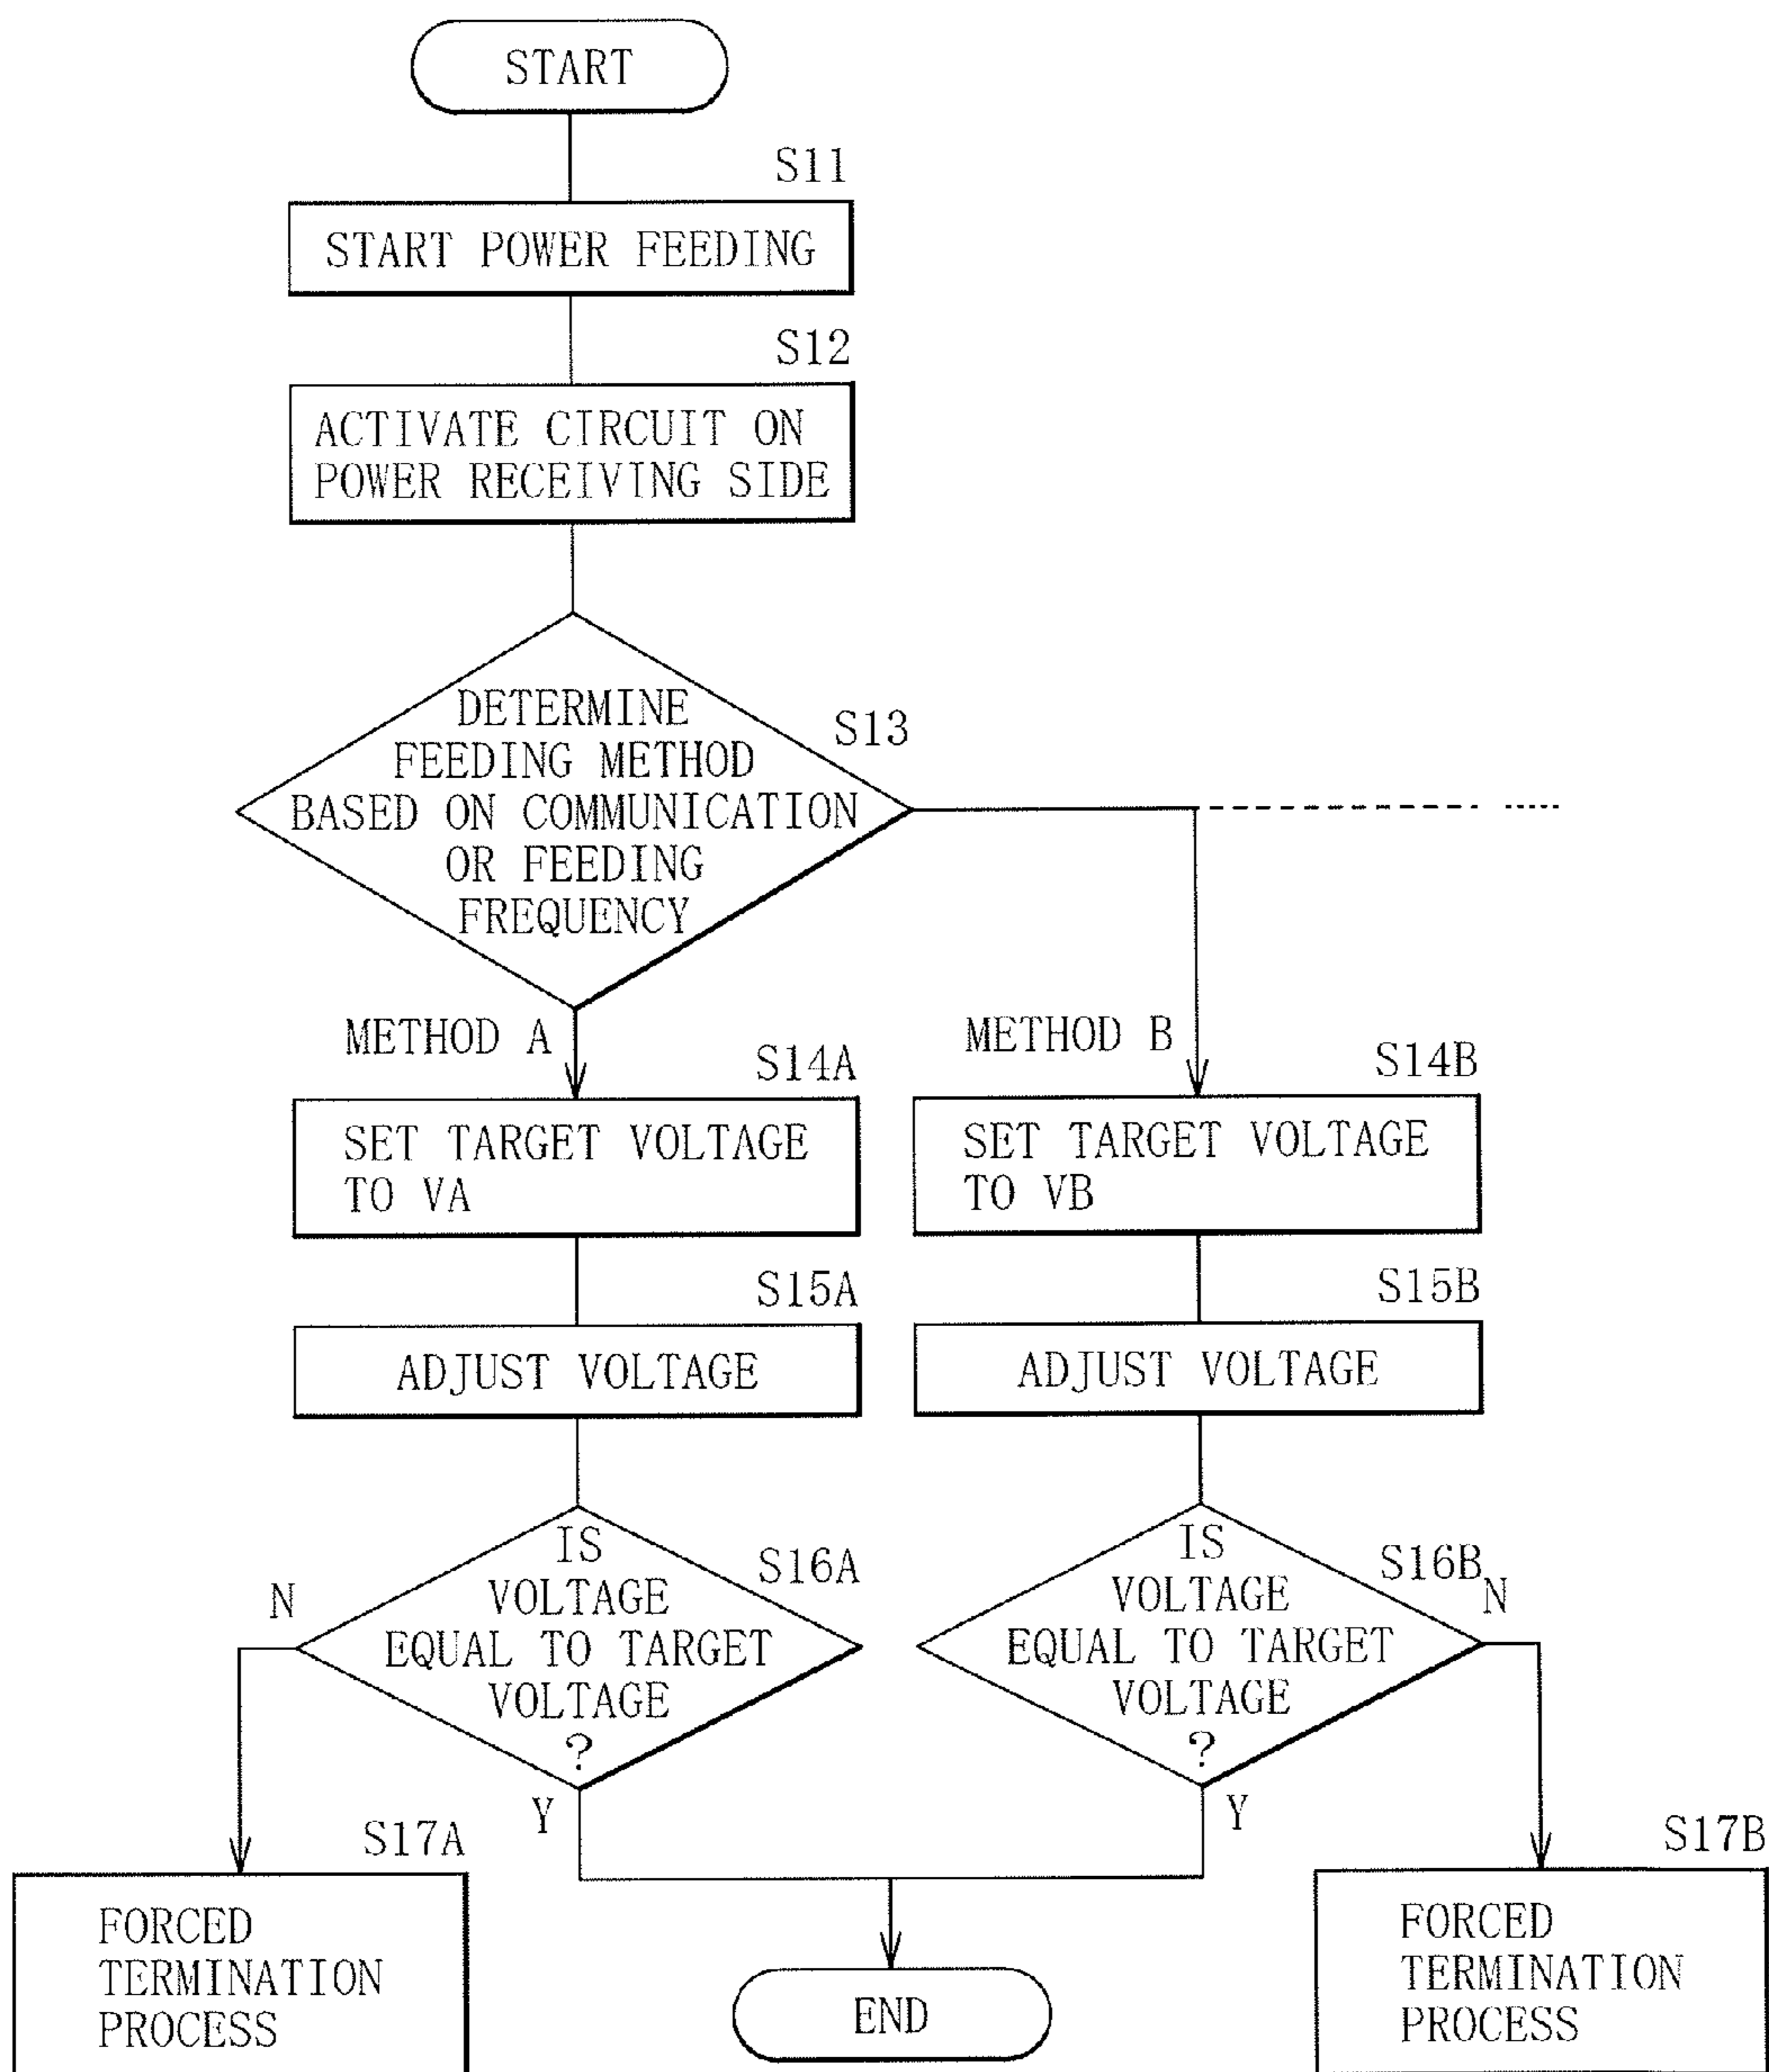 START
S11
START POWER FEEDING
S12
ACTIVATE CIRCUIT ON
POWER RECEIVING SIDE
S13
DETERMINE
FEEDING METHOD
BASED ON COMMUNICATION
OR FEEDING
FREQUENCY
METHOD A
METHOD B
S14A
SET TARGET VOLTAGE
TO VA
S14B
SET TARGET VOLTAGE
TO VB
S15A
ADJUST VOLTAGE
S15B
ADJUST VOLTAGE
S16A
IS
VOLTAGE
EQUAL TO TARGET
VOLTAGE
?
N
Y
S16B
IS
VOLTAGE
EQUAL TO TARGET
VOLTAGE
?
N
Y
S17A
FORCED
TERMINATION
PROCESS
END
S17B
FORCED
TERMINATION
PROCESS